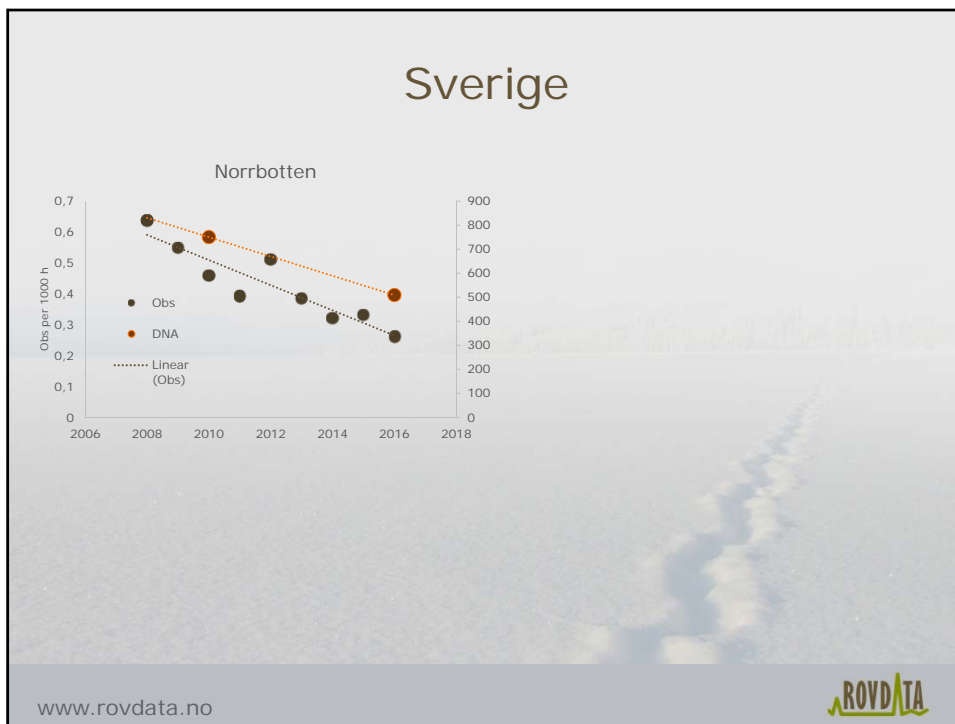 Sverige
Norrbotten
0,7
0,6
0,5
0,4
0,3
0,2
0,1
0
Obs per 1000 h
900
800
700
600
500
400
300
200
100
0
Obs
DNA
Linear
(Obs)
2006 2008 2010 2012 2014 2016 2018
www.rovdata.no
ROVDATA